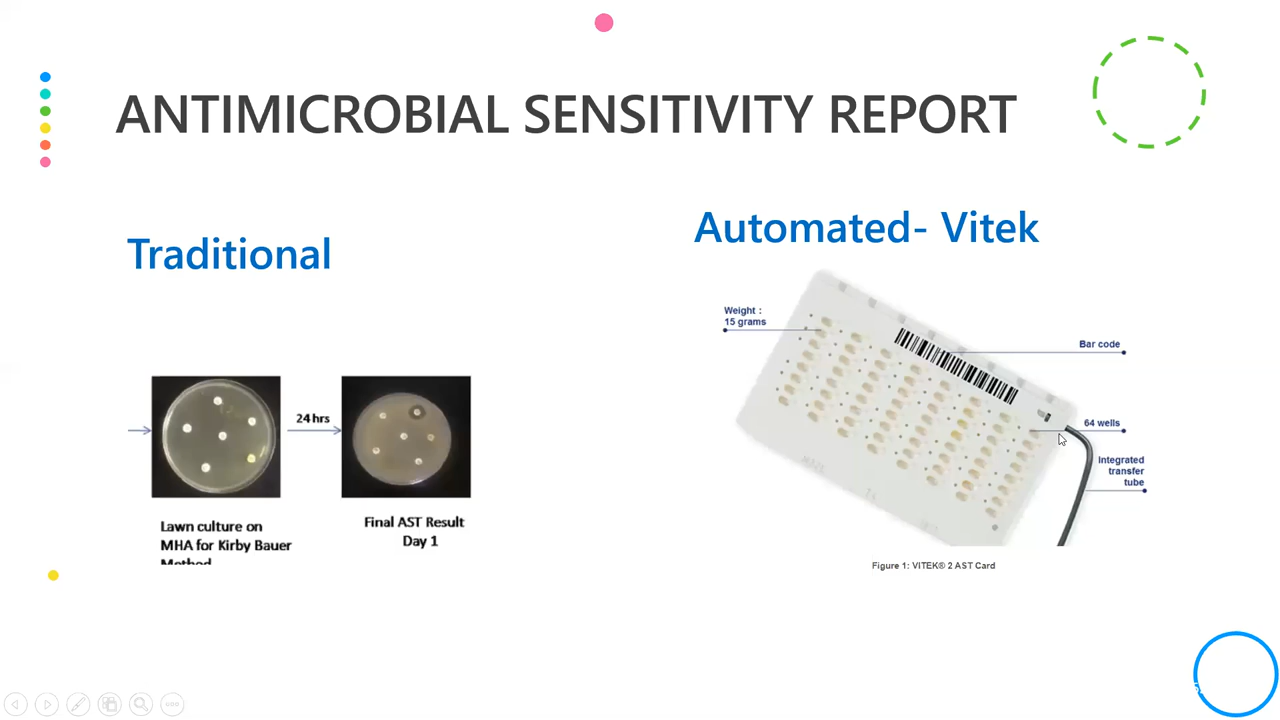 ANTIMICROBIAL SENSITIVITY REPORT
Traditional
24 hrs
Lawn culture on
MHA for Kirby Bauer
Method
Final AST Result
Day 1
Automated- Vitek
Weight :
15 grams
Bar code
64 wells
Integrated
transfer
tube
Figure 1: VITEK® 2 AST Card